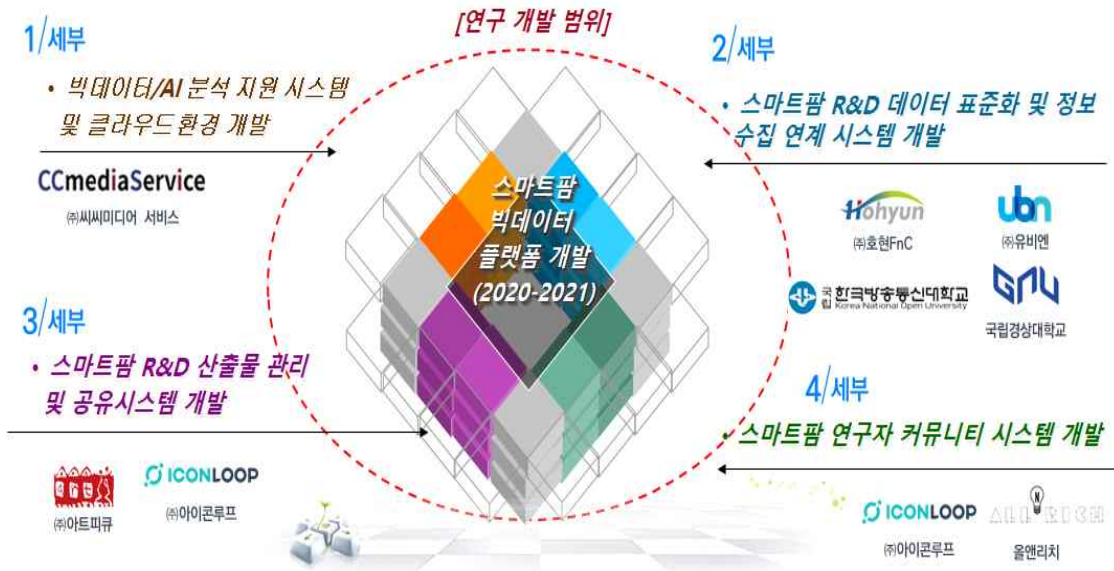 [연구 개발 범위]
1/세부
• 빅데이터/AI 분석 지원 시스템
및 클라우드환경 개발
CCmediaService
㈜씨씨미디어 서비스
2/세부
• 스마트팜 R&D 데이터 표준화 및 정보
수집 연계 시스템 개발
Hohyun
㈜호현FnC
ubn
㈜유비엔
국립 한국방송통신대학교
Korea National Open University
GNU
국립경상대학교
스마트팜
빅데이터
플랫폼 개발
(2020-2021)
3/세부
• 스마트팜 R&D 산출물 관리
및 공유시스템 개발
㈜아트피큐
ICONLOOP
㈜아이콘루프
4/세부
• 스마트팜 연구자 커뮤니티 시스템 개발
ICONLOOP
㈜아이콘루프
ALL RICH
올앤리치